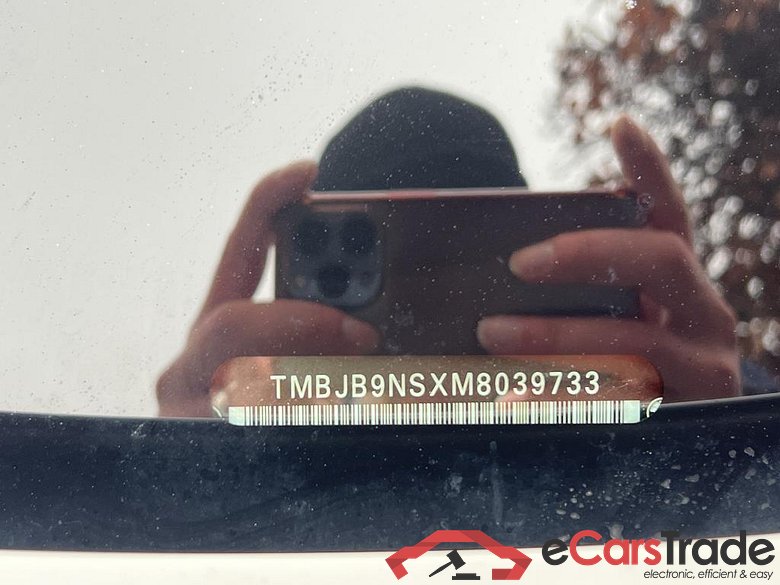 TMBJB9NSXM8039733
eCarsTrade
electronic, efficient & easy